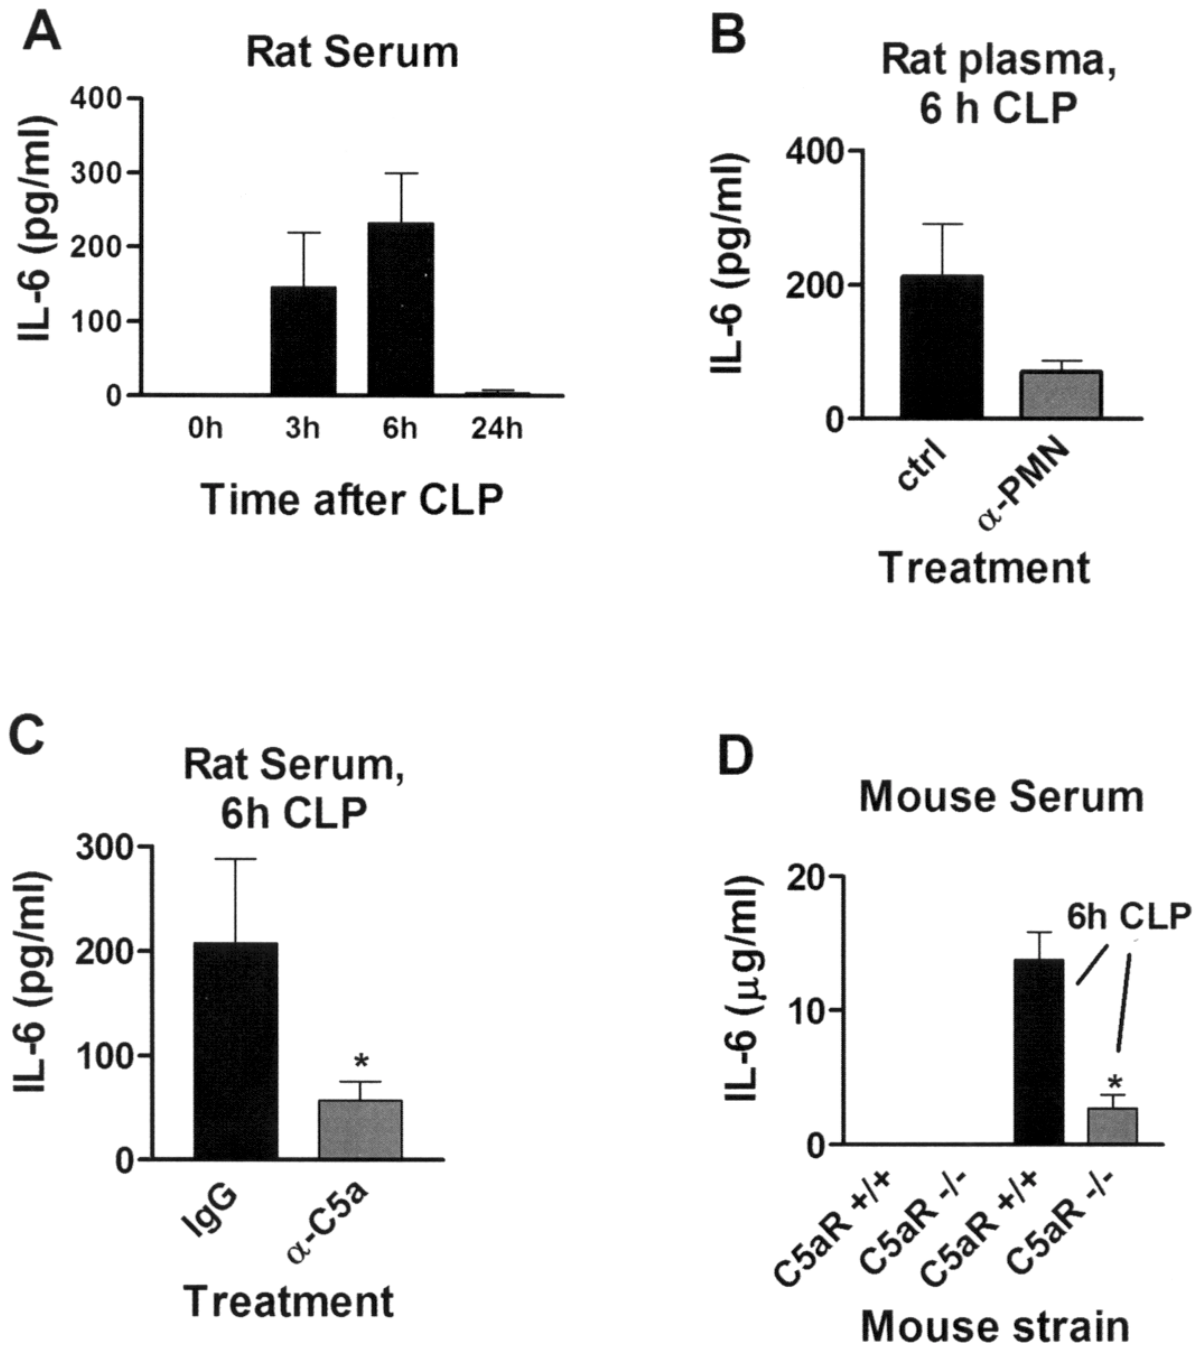 A
Rat Serum
400
300
200
100
0
IL-6 (pg/ml)
0h 3h 6h 24h
Time after CLP
B
Rat plasma,
6 h CLP
400
200
0
IL-6 (pg/ml)
ctrl
α-PMN
Treatment
C
Rat Serum,
6h CLP
300
200
100
0
IL-6 (pg/ml)
*
IgG
α-C5a
Treatment
D
Mouse Serum
20
10
0
IL-6 (μg/ml)
6h CLP
*
C5aR +/+
C5aR -/-
C5aR +/+
C5aR -/-
Mouse strain